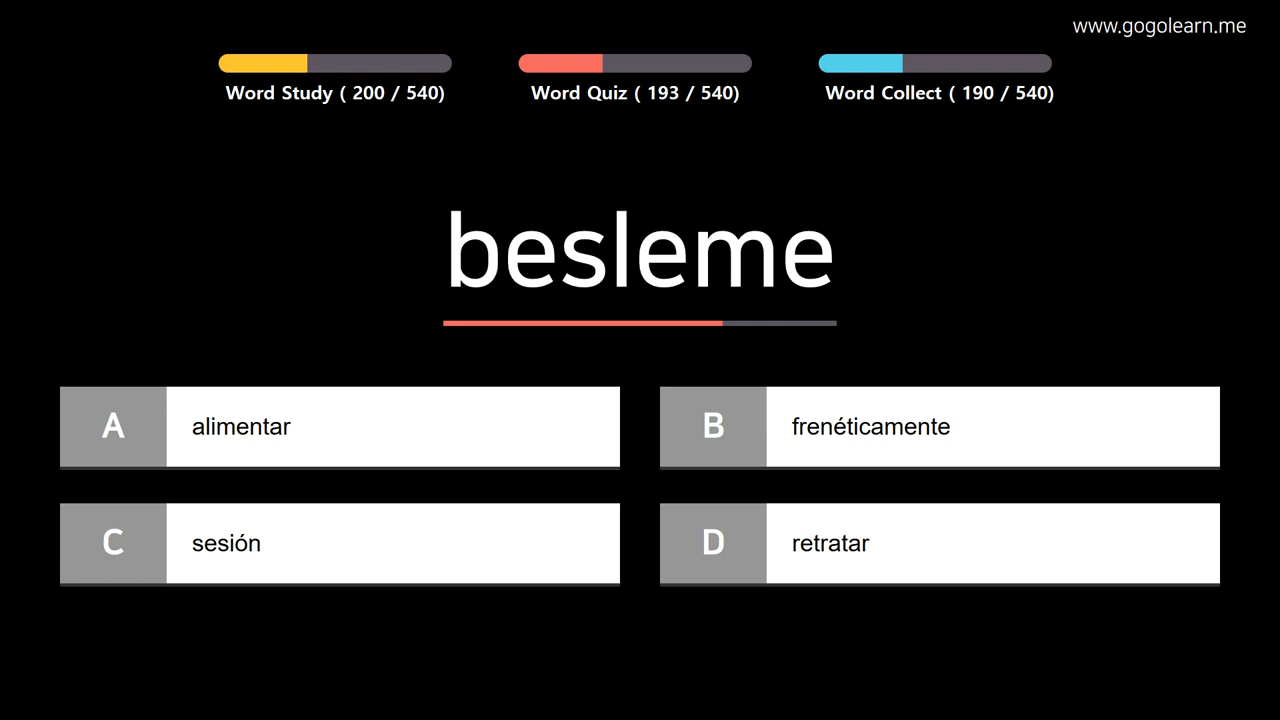 www.gogolearn.me
Word Study ( 200 / 540)
Word Quiz ( 193 / 540)
Word Collect ( 190 / 540)
besleme
A alimentar
B frenéticamente
C sesión
D retratar